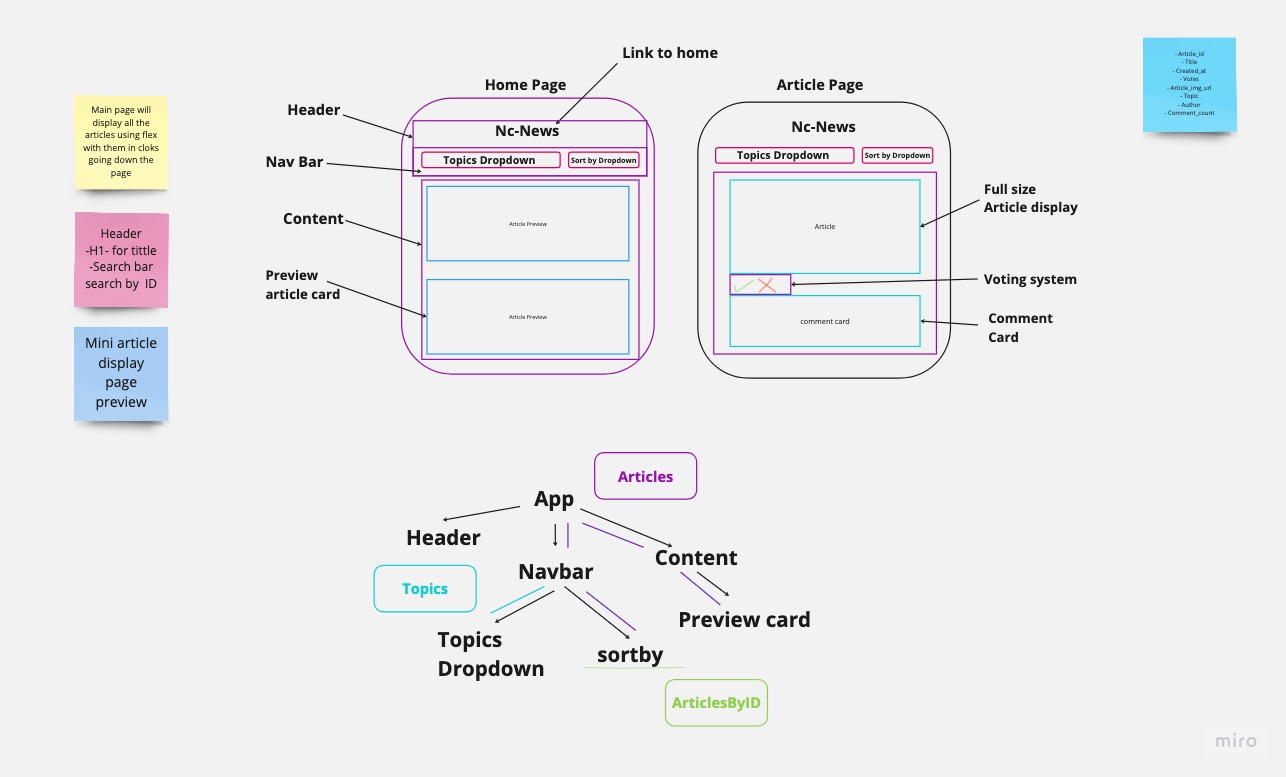 Link to home
Home Page
Article Page
Header
Nc-News
Nav Bar
Topics Dropdown
Sort by Dropdown
Content
Article Preview
Preview
article card
Article Preview
Nc-News
Topics Dropdown
Sort by Dropdown
Article
comment card
Full size
Article display
Voting system
Comment
Card
Main page will
display all the
articles using flex
with them in cloks
going down the
page
Header
-H1- for tittle
-Search bar
search by ID
Mini article
display
page
preview
- Article_id
- Title
- Created_at
- Votes
- Article_img_url
- Topic
- Author
- Comment_count
Articles
App
Header
Navbar
Content
Topics
Preview card
Topics
Dropdown
sortby
ArticlesByID
miro